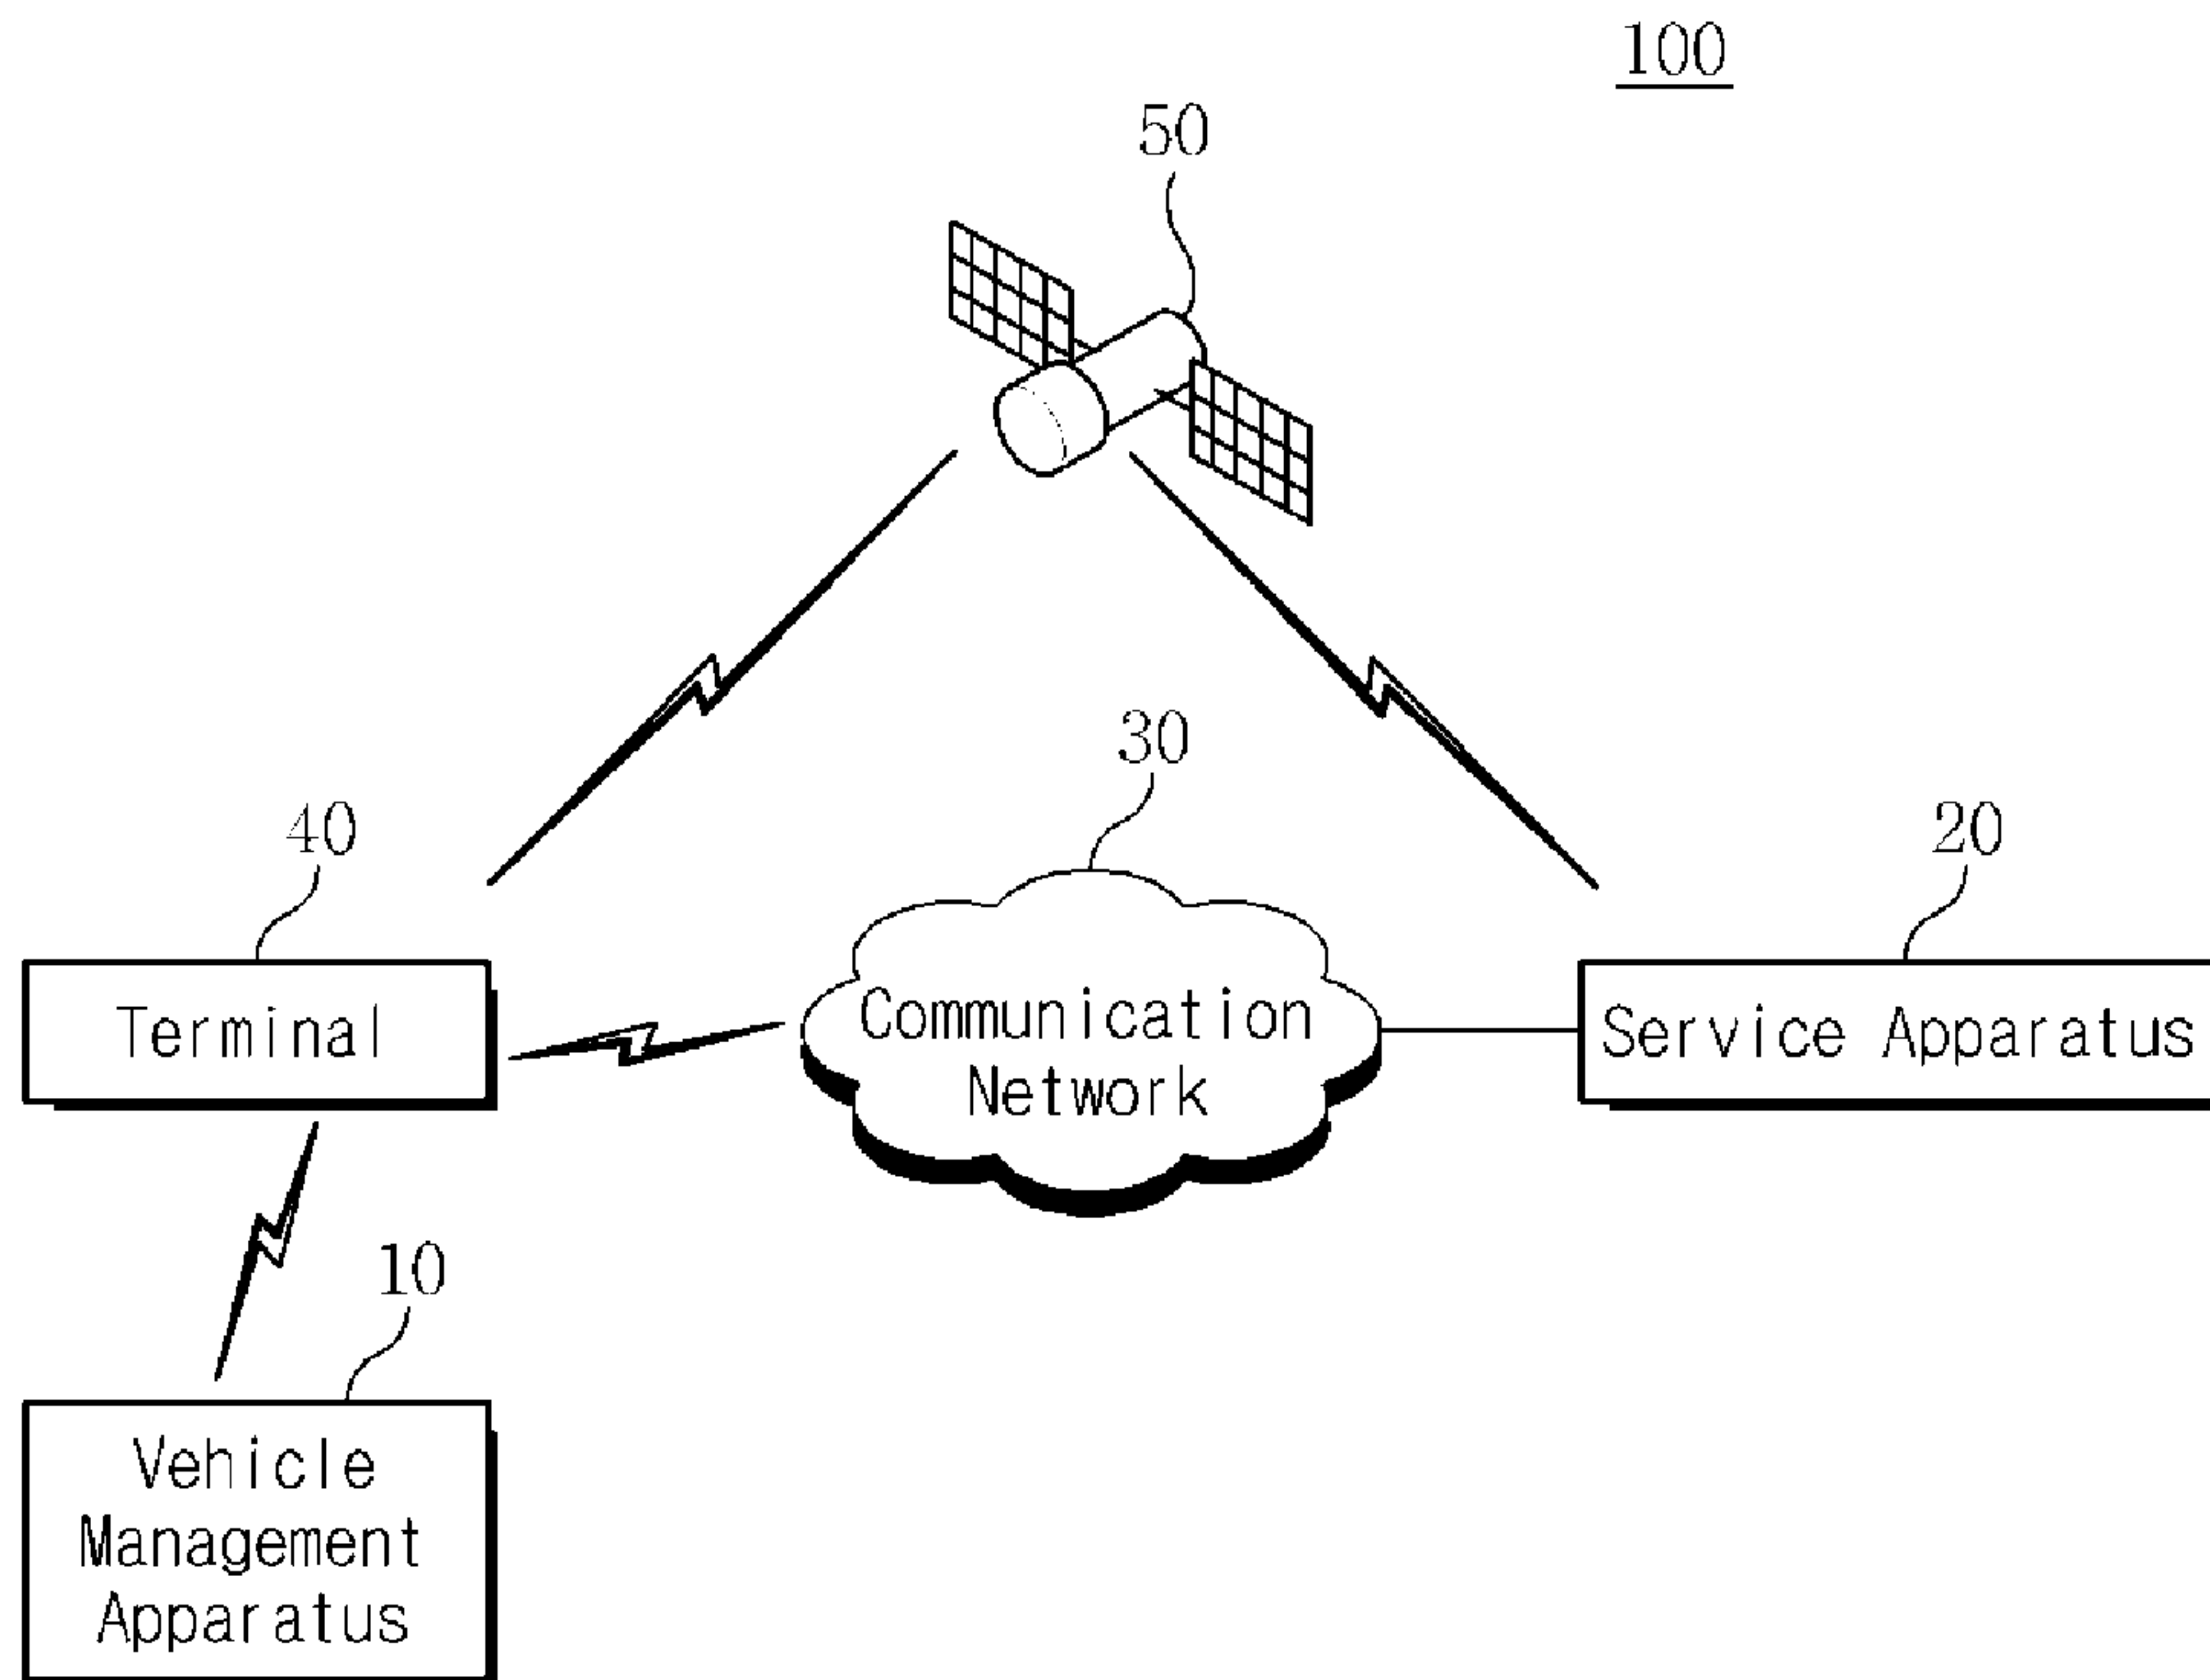 100
50
30
40
20
Terminal
Communication
Network
Service Apparatus
10
Vehicle
Management
Apparatus